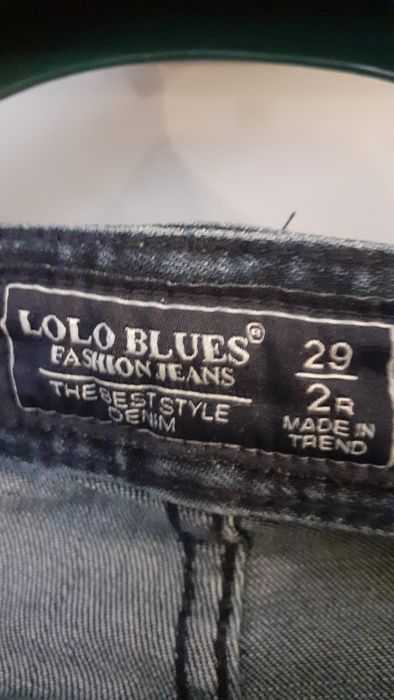 LOLO BLUES®
FASHION JEANS
THE BEST STYLE
DENIM
29
2R
MADE IN
TREND